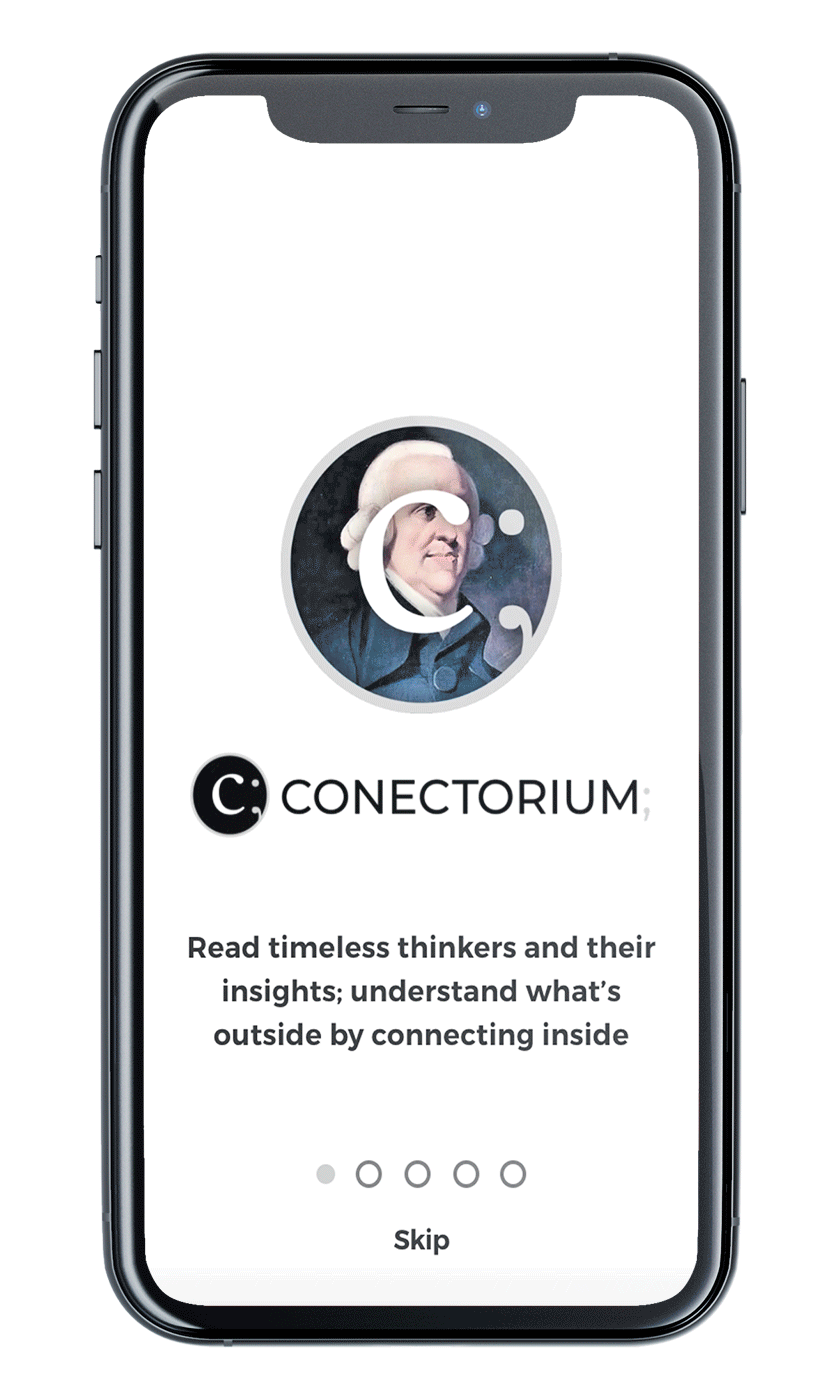 C;
C; CONECTORIUM;
Read timeless thinkers and their
insights; understand what’s
outside by connecting inside
Skip